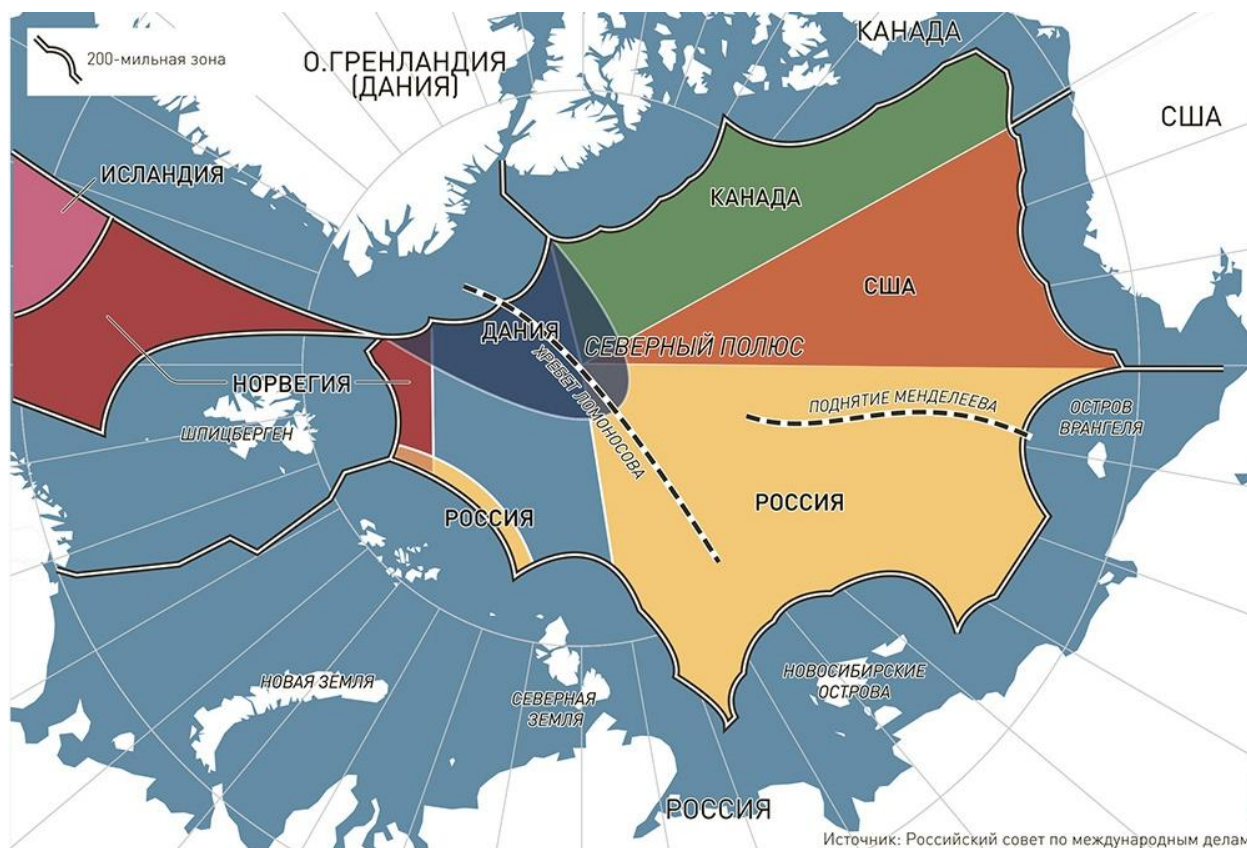 200-мильная зона
О.ГРЕНЛАНДИЯ
(ДАНИЯ)
КАНАДА
США
ИСЛАНДИЯ
КАНАДА
США
ДАНИЯ
СЕВЕРНЫЙ ПОЛЮС
ХРЕБЕТ ЛОМОНОСОВА
НОРВЕГИЯ
ШПИЦБЕРГЕН
ПОДНЯТИЕ МЕНДЕЛЕЕВА
ОСТРОВ
ВРАНГЕЛЯ
РОССИЯ
РОССИЯ
НОВАЯ ЗЕМЛЯ
СЕВЕРНАЯ
ЗЕМЛЯ
НОВОСИБИРСКИЕ
ОСТРОВА
РОССИЯ
Источник: Российский совет по международным делам